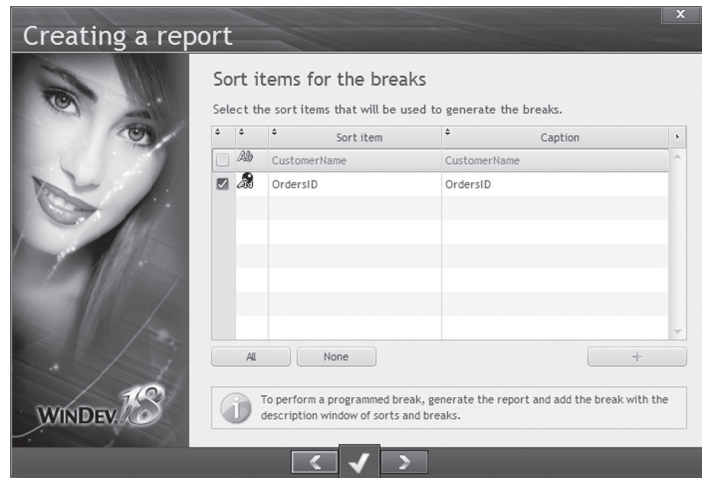 x
Creating a report
Sort items for the breaks
Select the sort items that will be used to generate the breaks.
Sort item Caption
Ab CustomerName CustomerName
OrdersID OrdersID
All None +
i To perform a programmed break, generate the report and add the break with the
description window of sorts and breaks.
WINDEV. 18